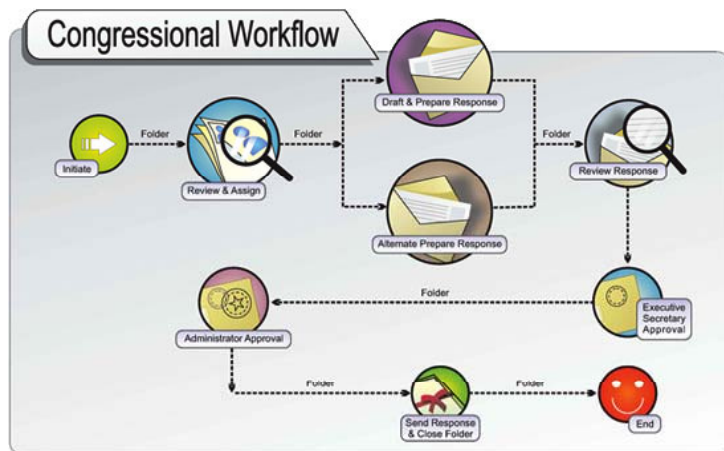 Congressional Workflow
Initiate
Folder
Review & Assign
Folder
Draft & Prepare Response
Alternate Prepare Response
Folder
Review Response
Executive
Secretary
Approval
Folder
Administrator Approval
Folder
Send Response
& Close Folder
Folder
End